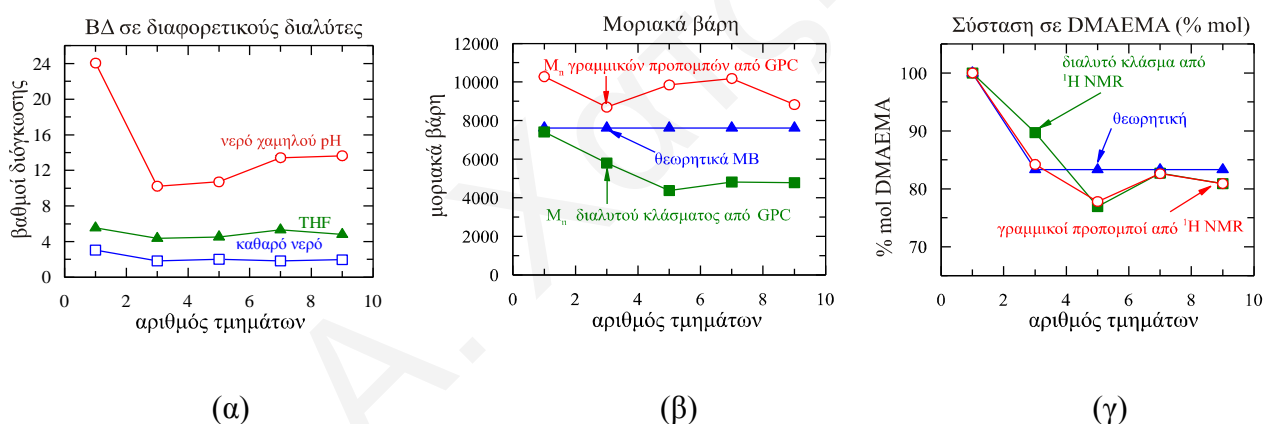 ΒΔ σε διαφορετικούς διαλύτες
βαθμοί διόγκωσης
24
20
16
12
8
4
0
νερό χαμηλού pH
THF
καθαρό νερό
0 2 4 6 8 10
αριθμός τμημάτων
(α)
Μοριακά βάρη
μοριακά βάρη
12000
10000
8000
6000
4000
2000
0
Mn γραμμικών προπομπών από GPC
θεωρητικά ΜΒ
Mn διαλυτού κλάσματος από GPC
0 2 4 6 8 10
αριθμός τμημάτων
(β)
Σύσταση σε DMAEMA (% mol)
% mol DMAEMA
100
90
80
70
διαλυτό κλάσμα από
1H NMR
θεωρητική
γραμμικοί προπομποί από 1H NMR
0 2 4 6 8 10
αριθμός τμημάτων
(γ)
Α. Χατζ